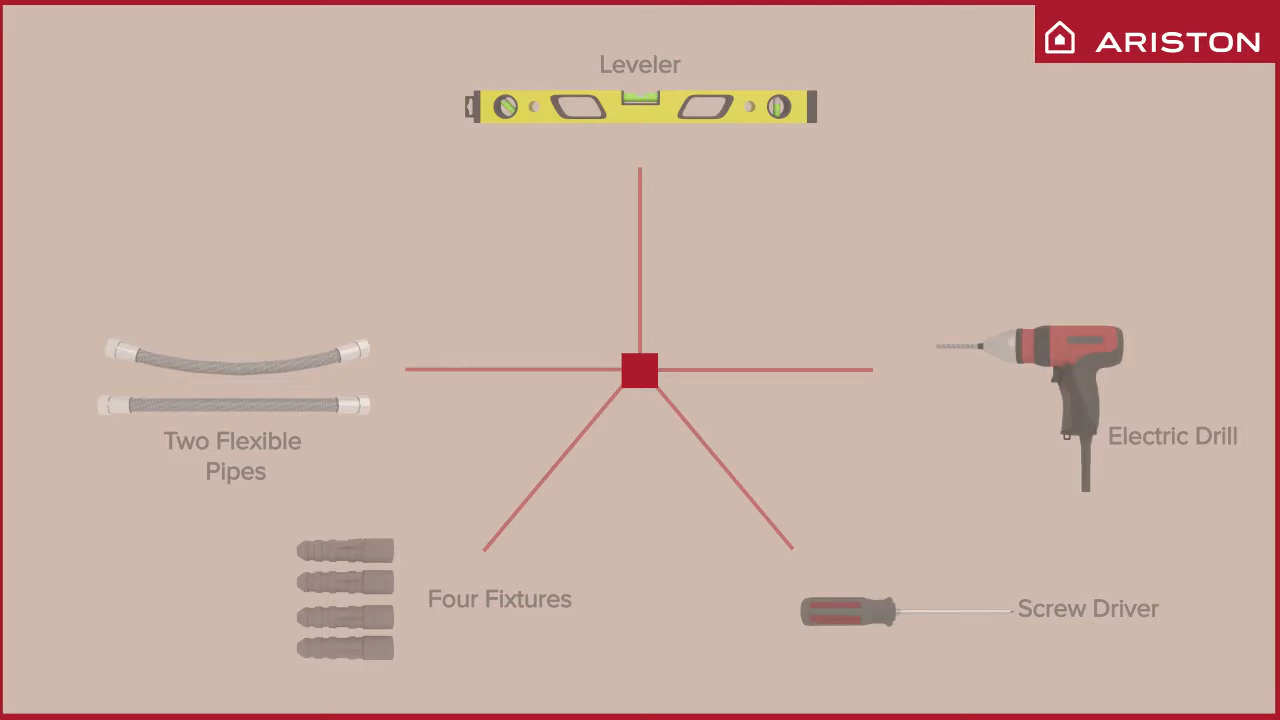 ARISTON
Leveler
Two Flexible
Pipes
Electric Drill
Four Fixtures
Screw Driver